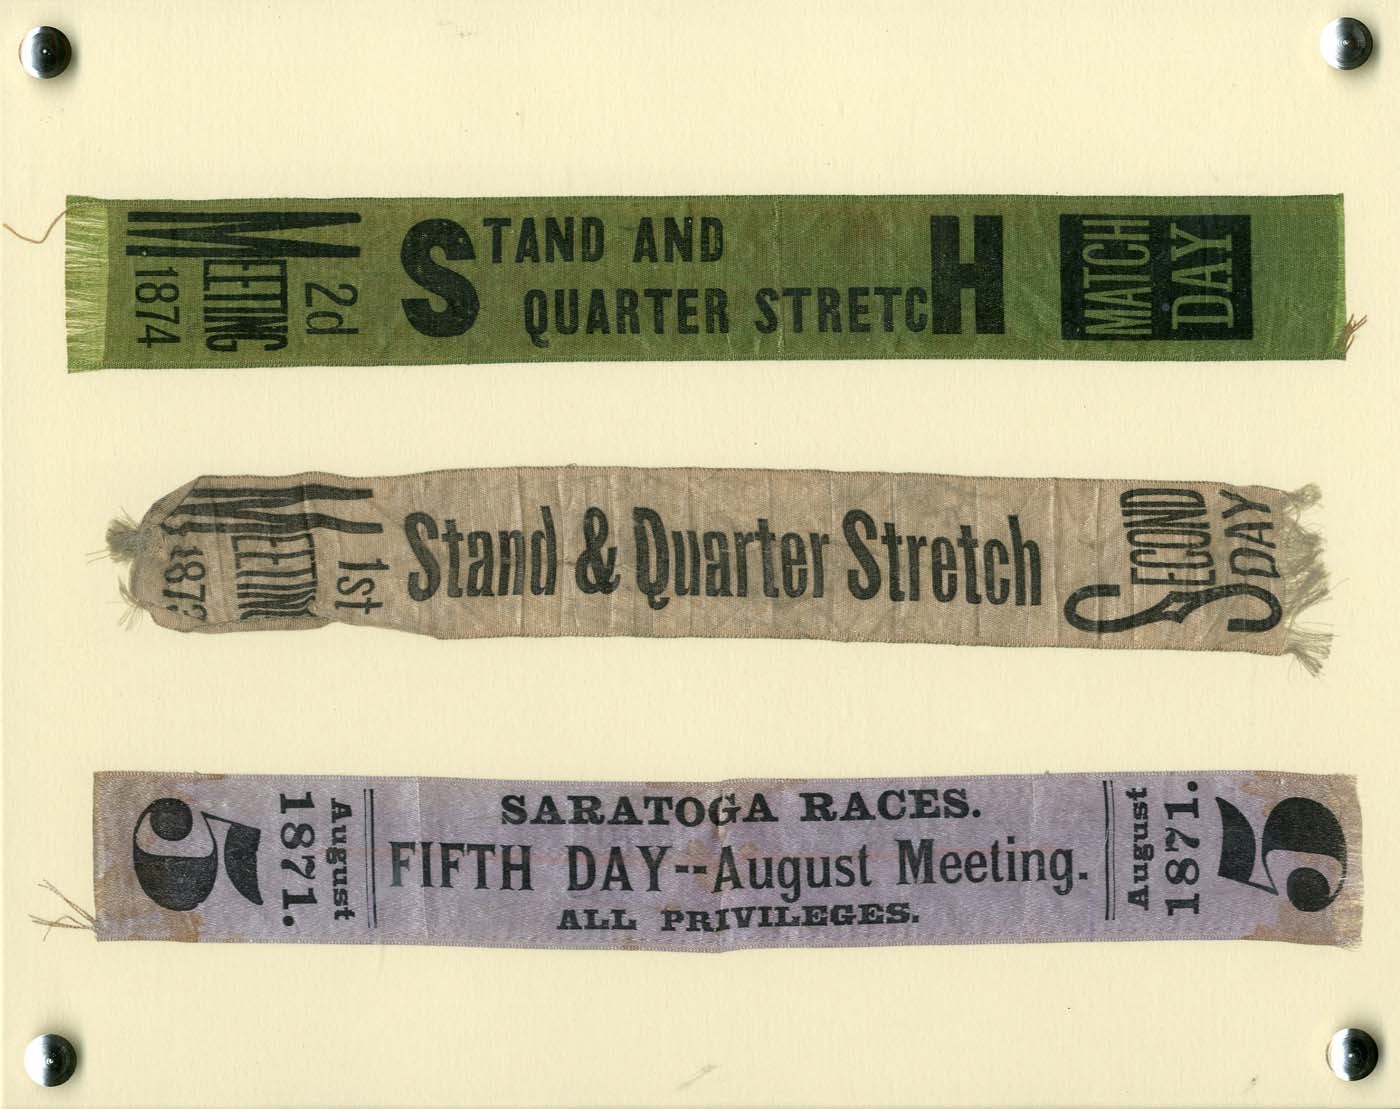 2d
MEETING
1874
STAND AND
QUARTER STRETCH
MATCH
DAY
1st
MEETING
Stand & Quarter Stretch
SECOND
DAY
5
August
1871.
SARATOGA RACES.
FIFTH DAY--August Meeting.
ALL PRIVILEGES.
August
1871.
5